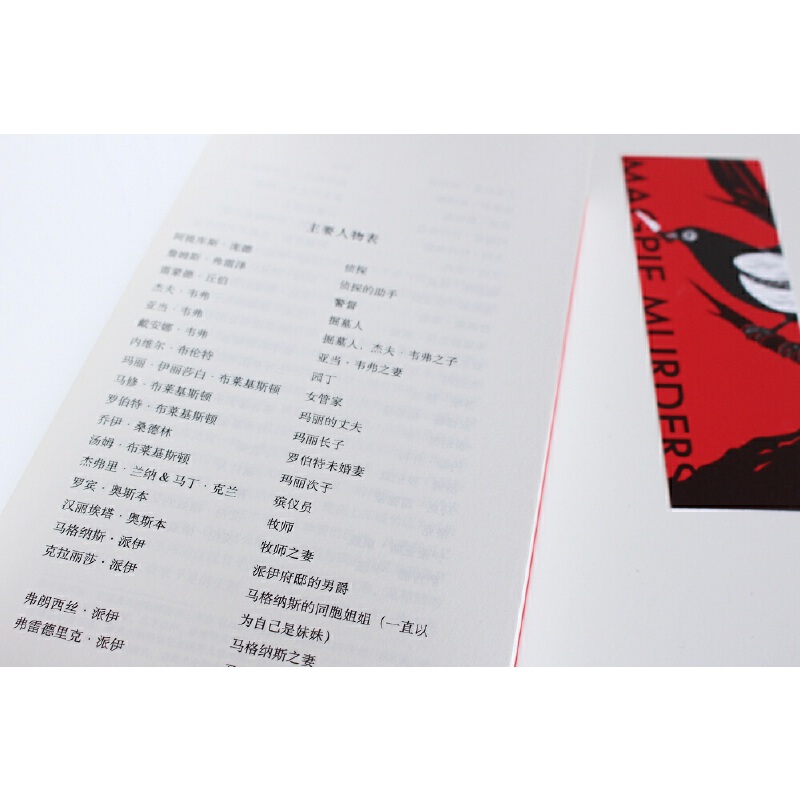 主要人物表
阿提库斯·庞德 侦探
詹姆斯·弗雷泽 侦探的助手
雷蒙德·丘伯 警督
杰夫·韦弗 掘墓人
亚当·韦弗 掘墓人，杰夫·韦弗之子
戴安娜·韦弗 亚当·韦弗之妻
内维尔·布伦特 园丁
玛丽·伊丽莎白·布莱基斯顿 女管家
马修·布莱基斯顿 玛丽的丈夫
罗伯特·布莱基斯顿 玛丽长子
乔伊·桑德林 罗伯特未婚妻
汤姆·布莱基斯顿 玛丽次子
杰弗里·兰纳 & 马丁·克兰 殡仪员
罗宾·奥斯本 牧师
汉丽埃塔·奥斯本 牧师之妻
马格纳斯·派伊 派伊府邸的男爵
克拉丽莎·派伊 马格纳斯的同胞姐姐（一直以
为自己是妹妹）
弗朗西丝·派伊 马格纳斯之妻
弗雷德里克·派伊
MAGPIE MURDERS